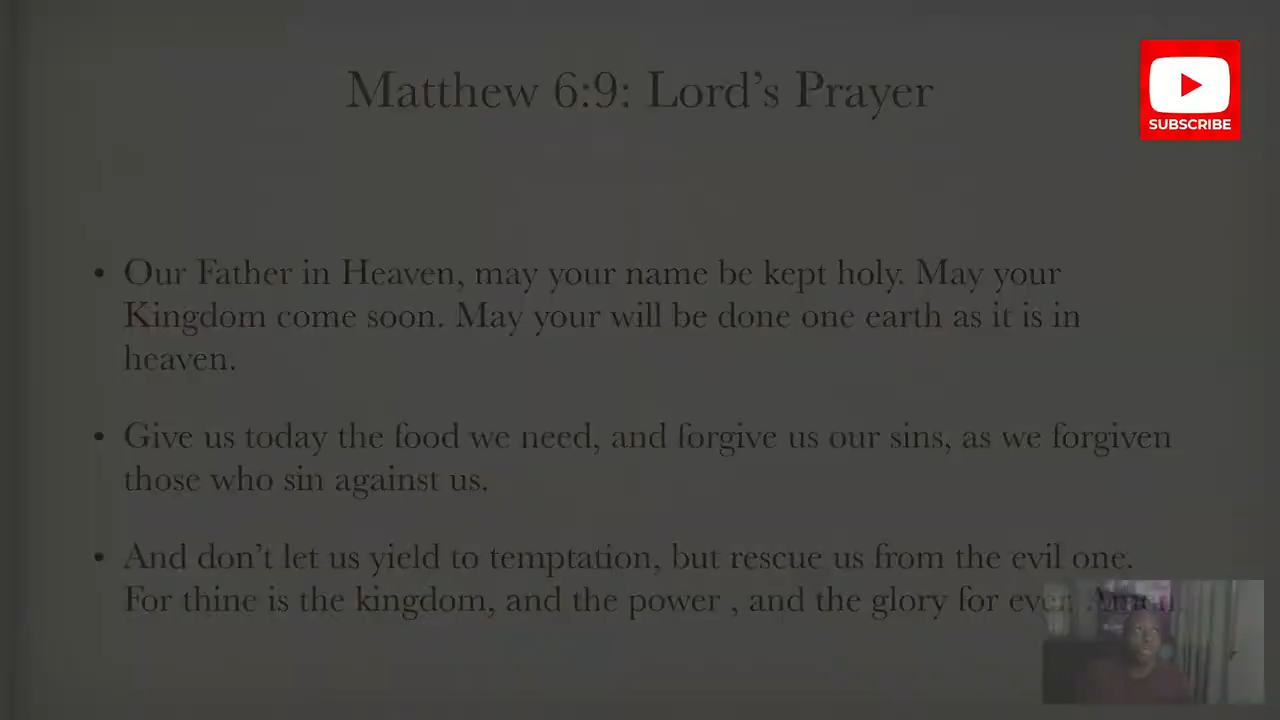 Matthew 6:9: Lord's Prayer
SUBSCRIBE
• Our Father in Heaven, may your name be kept holy. May your
Kingdom come soon. May your will be done one earth as it is in
heaven.
• Give us today the food we need, and forgive us our sins, as we forgiven
those who sin against us.
• And don't let us yield to temptation, but rescue us from the evil one.
For thine is the kingdom, and the power , and the glory for ever. Amen.